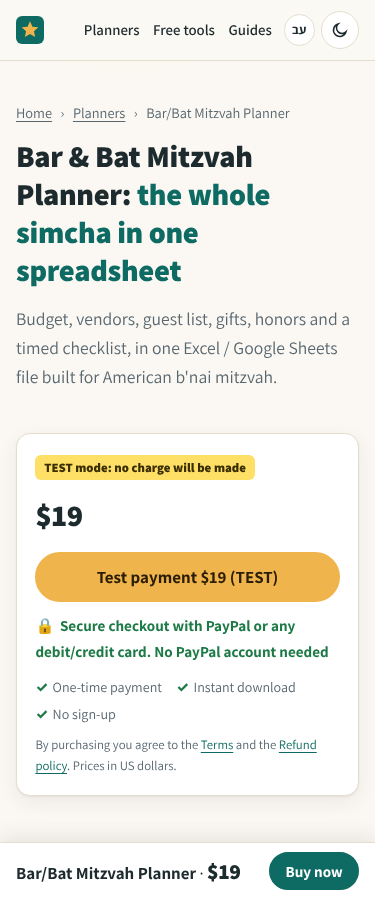 Planners Free tools Guides עב
Home › Planners › Bar/Bat Mitzvah Planner
Bar & Bat Mitzvah
Planner: the whole
simcha in one
spreadsheet
Budget, vendors, guest list, gifts, honors and a
timed checklist, in one Excel / Google Sheets
file built for American b'nai mitzvah.
TEST mode: no charge will be made
$19
Test payment $19 (TEST)
🔒 Secure checkout with PayPal or any
debit/credit card. No PayPal account needed
✓ One-time payment ✓ Instant download
✓ No sign-up
By purchasing you agree to the Terms and the Refund
policy. Prices in US dollars.
Bar/Bat Mitzvah Planner · $19 Buy now